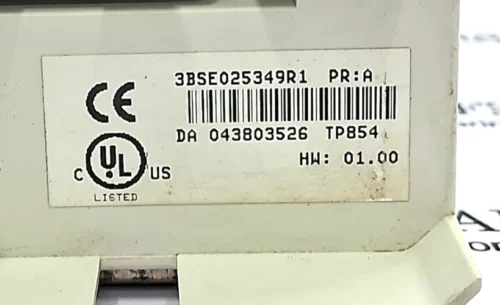 3BSE025349R1 PR:A
CE
DA 043803526 TP854
C UL US
LISTED
HW: 01.00